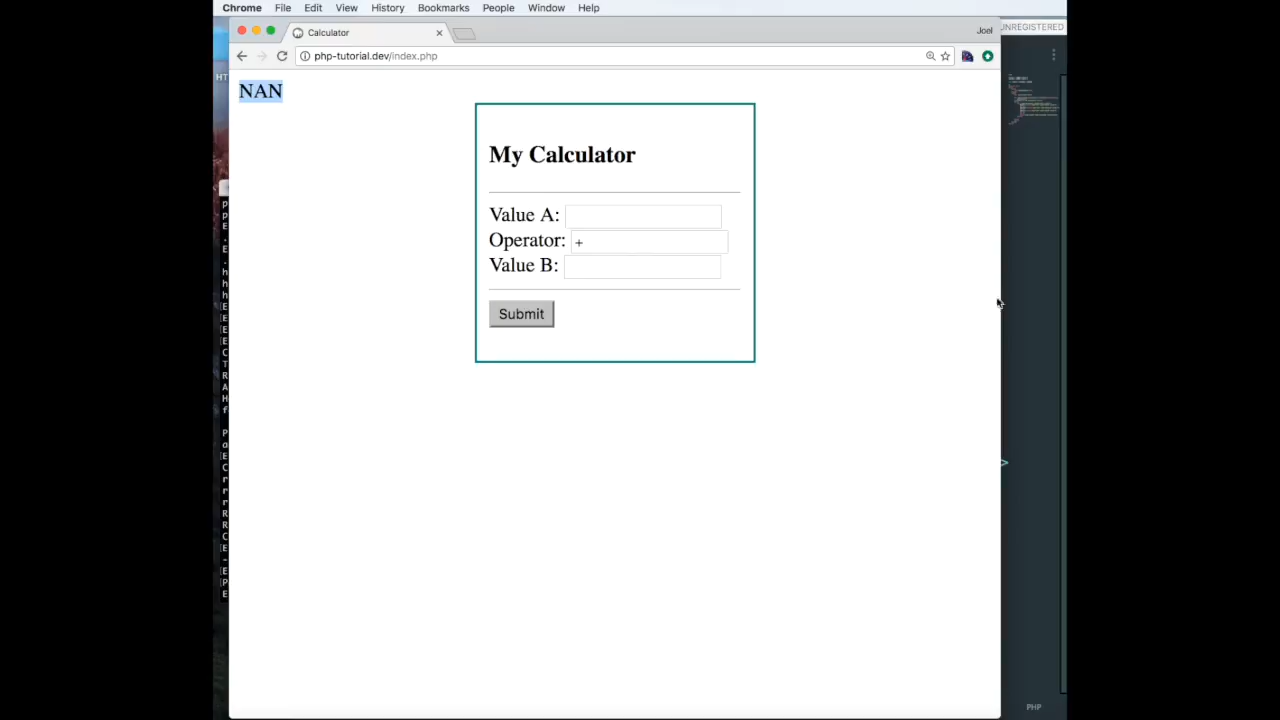 Chrome File Edit View History Bookmarks People Window Help
Calculator
Joel
UNREGISTERED
php-tutorial.dev/index.php
HT
NAN
My Calculator
Value A:
Operator: +
Value B:
Submit
PHP